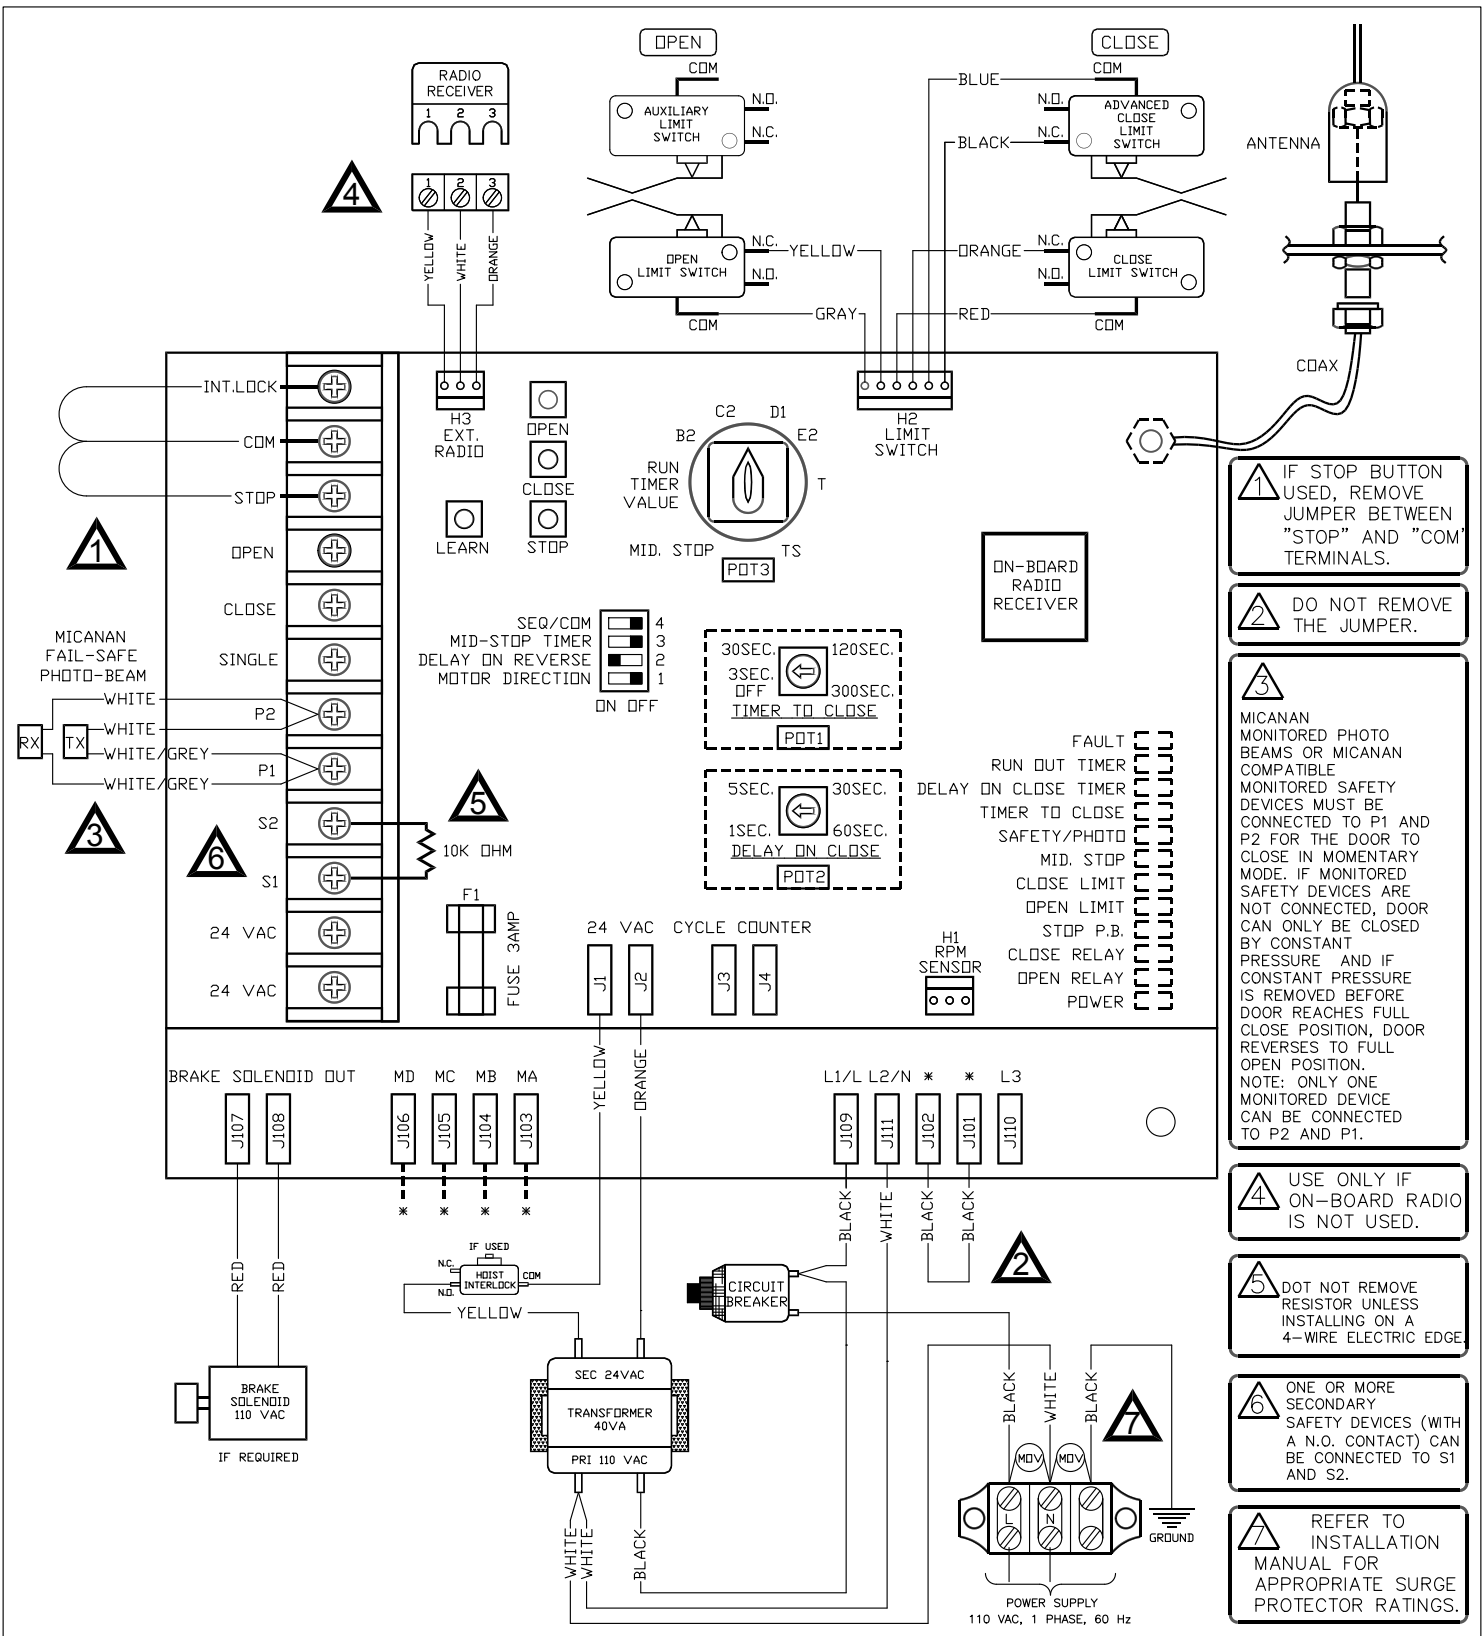 OPEN
CLOSE
COM
COM
RADIO
RECEIVER
1 2 3
AUXILIARY
LIMIT
SWITCH
N.O.
N.C.
BLUE
BLACK
N.O.
N.C.
ADVANCED
CLOSE
LIMIT
SWITCH
ANTENNA
4
1 2 3
YELLOW
WHITE
ORANGE
OPEN
LIMIT SWITCH
N.C.
N.O.
COM
YELLOW
GRAY
ORANGE
RED
N.C.
N.O.
CLOSE
LIMIT SWITCH
COM
COAX
INT.LOCK
COM
STOP
OPEN
CLOSE
SINGLE
P2
P1
S2
S1
24 VAC
24 VAC
1
MICANAN
FAIL-SAFE
PHOTO-BEAM
WHITE
WHITE
WHITE/GREY
WHITE/GREY
RX
TX
3
6
5
10K OHM
H3
EXT.
RADIO
OPEN
CLOSE
STOP
LEARN
H2
LIMIT
SWITCH
RUN
TIMER
VALUE
B2
C2
D1
E2
T
TS
MID. STOP
POT3
ON-BOARD
RADIO
RECEIVER
SEQ/COM 4
MID-STOP TIMER 3
DELAY ON REVERSE 2
MOTOR DIRECTION 1
ON OFF
30SEC. 120SEC.
3SEC.
OFF 300SEC.
TIMER TO CLOSE
POT1
5SEC. 30SEC.
1SEC. 60SEC.
DELAY ON CLOSE
POT2
FAULT
RUN OUT TIMER
DELAY ON CLOSE TIMER
TIMER TO CLOSE
SAFETY/PHOTO
MID. STOP
CLOSE LIMIT
OPEN LIMIT
STOP P.B.
CLOSE RELAY
OPEN RELAY
POWER
F1
FUSE 3AMP
24 VAC
J1
J2
CYCLE COUNTER
J3
J4
H1
RPM
SENSOR
YELLOW
ORANGE
BRAKE SOLENOID OUT
J107
J108
MD MC MB MA
J106
J105
J104
J103
* * * *
L1/L L2/N * * L3
J109
J111
J102
J101
J110
BLACK
WHITE
BLACK
BLACK
2
RED
RED
BRAKE
SOLENOID
110 VAC
IF REQUIRED
IF USED
N.C.
N.O.
HOIST
INTERLOCK
COM
YELLOW
SEC 24VAC
TRANSFORMER
40VA
PRI 110 VAC
WHITE
WHITE
BLACK
CIRCUIT
BREAKER
BLACK
WHITE
BLACK
7
MOV
MOV
L
N
GROUND
POWER SUPPLY
110 VAC, 1 PHASE, 60 Hz
1 IF STOP BUTTON
USED, REMOVE
JUMPER BETWEEN
"STOP" AND "COM'
TERMINALS.
2 DO NOT REMOVE
THE JUMPER.
3
MICANAN
MONITORED PHOTO
BEAMS OR MICANAN
COMPATIBLE
MONITORED SAFETY
DEVICES MUST BE
CONNECTED TO P1 AND
P2 FOR THE DOOR TO
CLOSE IN MOMENTARY
MODE. IF MONITORED
SAFETY DEVICES ARE
NOT CONNECTED, DOOR
CAN ONLY BE CLOSED
BY CONSTANT
PRESSURE AND IF
CONSTANT PRESSURE
IS REMOVED BEFORE
DOOR REACHES FULL
CLOSE POSITION, DOOR
REVERSES TO FULL
OPEN POSITION.
NOTE: ONLY ONE
MONITORED DEVICE
CAN BE CONNECTED
TO P2 AND P1.
4 USE ONLY IF
ON-BOARD RADIO
IS NOT USED.
5 DOT NOT REMOVE
RESISTOR UNLESS
INSTALLING ON A
4-WIRE ELECTRIC EDGE.
6 ONE OR MORE
SECONDARY
SAFETY DEVICES (WITH
A N.O. CONTACT) CAN
BE CONNECTED TO S1
AND S2.
7 REFER TO
INSTALLATION
MANUAL FOR
APPROPRIATE SURGE
PROTECTOR RATINGS.